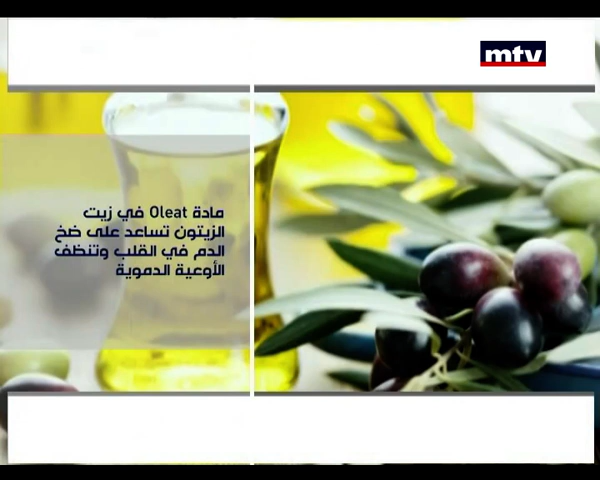 mtv
مادة Oleat في زيت
الزيتون تساعد على ضخ
الدم في القلب وتنظف
الأوعية الدموية